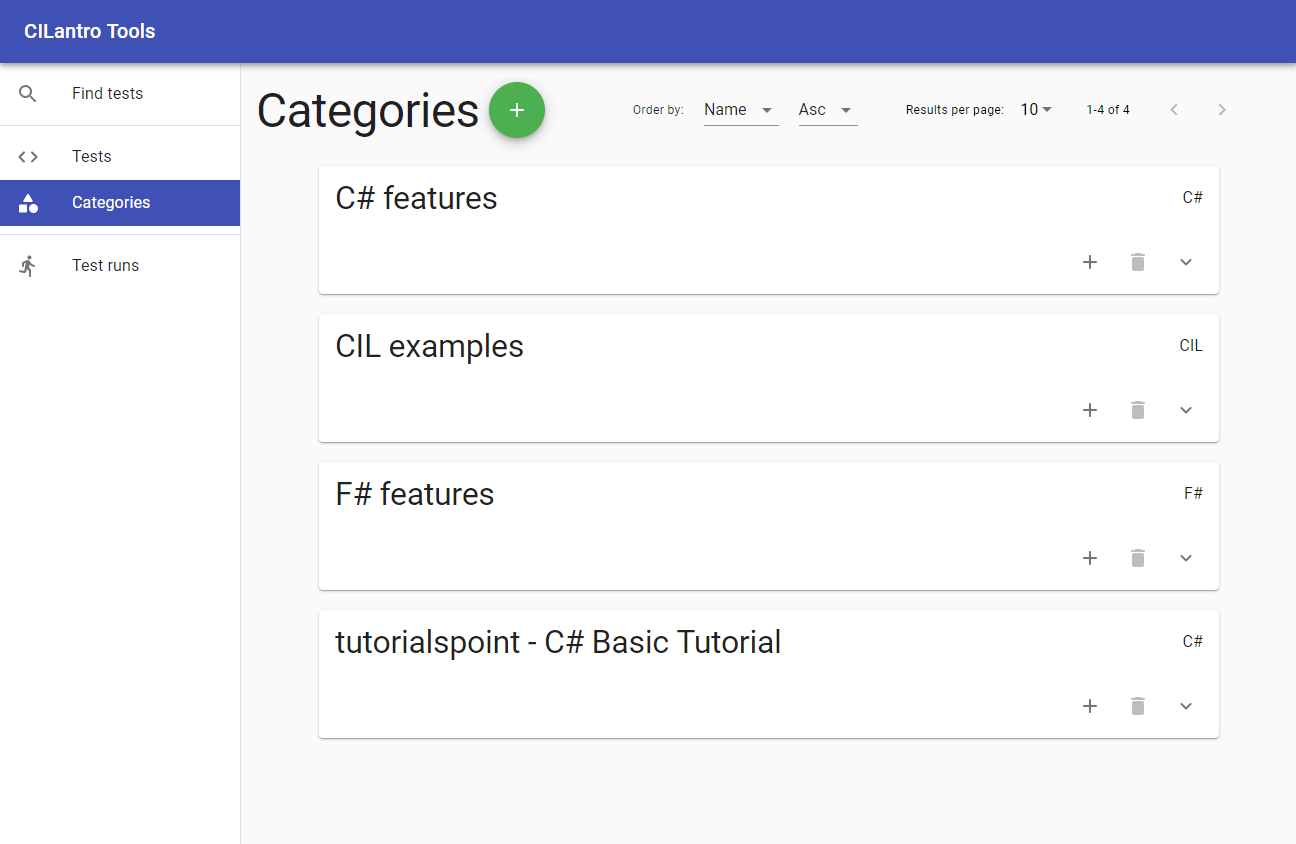 CILantro Tools
Find tests
Tests
Categories
Test runs
Categories
Order by: Name Asc Results per page: 10 1-4 of 4
C# features C#
CIL examples CIL
F# features F#
tutorialspoint - C# Basic Tutorial C#